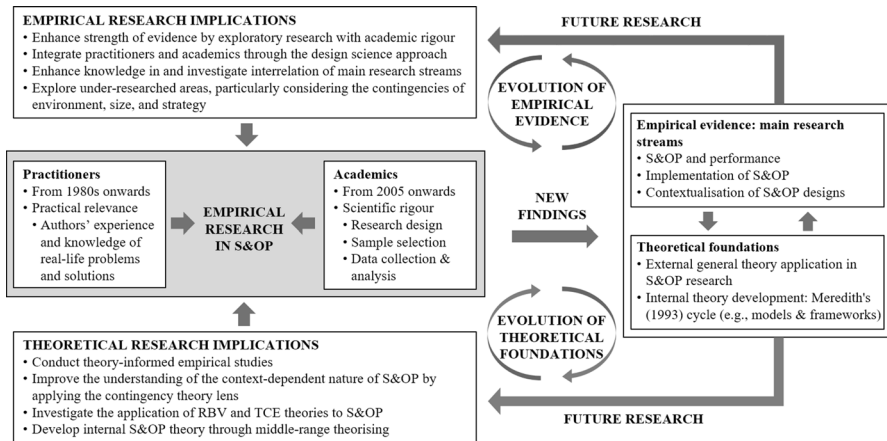 EMPIRICAL RESEARCH IMPLICATIONS
• Enhance strength of evidence by exploratory research with academic rigour
• Integrate practitioners and academics through the design science approach
• Enhance knowledge in and investigate interrelation of main research streams
• Explore under-researched areas, particularly considering the contingencies of
environment, size, and strategy
FUTURE RESEARCH
EVOLUTION OF
EMPIRICAL
EVIDENCE
Practitioners
• From 1980s onwards
• Practical relevance
• Authors' experience
and knowledge of
real-life problems
and solutions
EMPIRICAL
RESEARCH
IN S&OP
Academics
• From 2005 onwards
• Scientific rigour
• Research design
• Sample selection
• Data collection &
analysis
NEW
FINDINGS
Empirical evidence: main research
streams
• S&OP and performance
• Implementation of S&OP
• Contextualisation of S&OP designs
Theoretical foundations
• External general theory application in
S&OP research
• Internal theory development: Meredith's
(1993) cycle (e.g., models & frameworks)
EVOLUTION OF
THEORETICAL
FOUNDATIONS
THEORETICAL RESEARCH IMPLICATIONS
• Conduct theory-informed empirical studies
• Improve the understanding of the context-dependent nature of S&OP by
applying the contingency theory lens
• Investigate the application of RBV and TCE theories to S&OP
• Develop internal S&OP theory through middle-range theorising
FUTURE RESEARCH